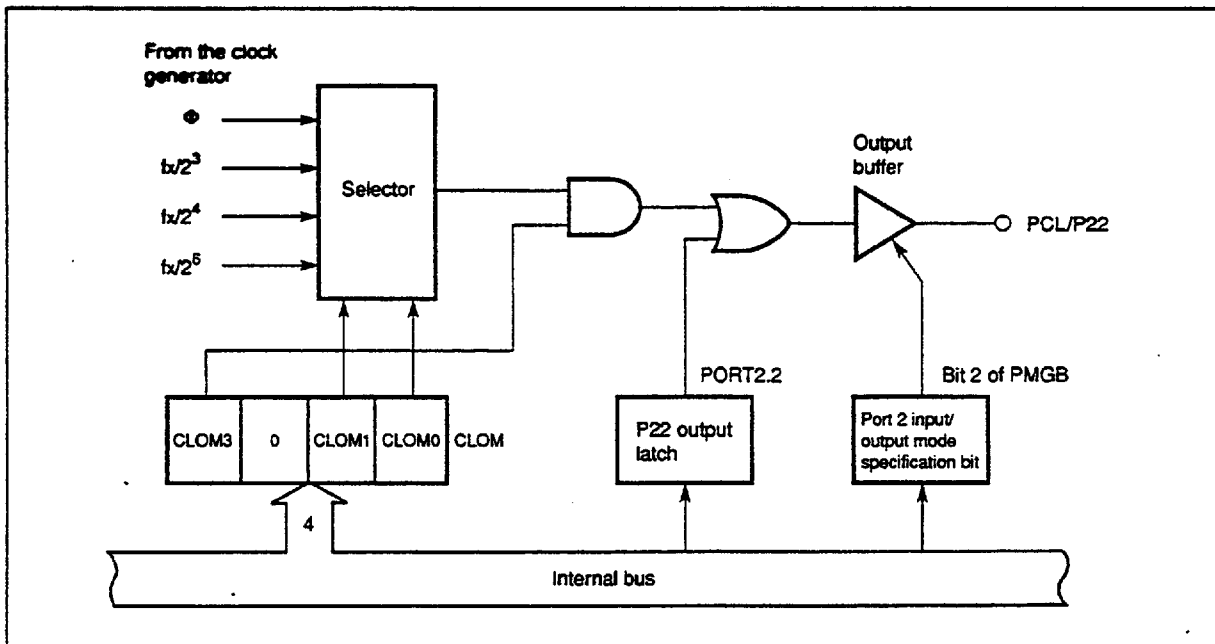 From the clock
generator
Φ
fx/2³
fx/2⁴
fx/2⁶
Selector
Output
buffer
PCL/P22
PORT2.2
Bit 2 of PMGB
CLOM3
0
CLOM1
CLOM0
CLOM
P22 output
latch
Port 2 input/
output mode
specification bit
4
Internal bus